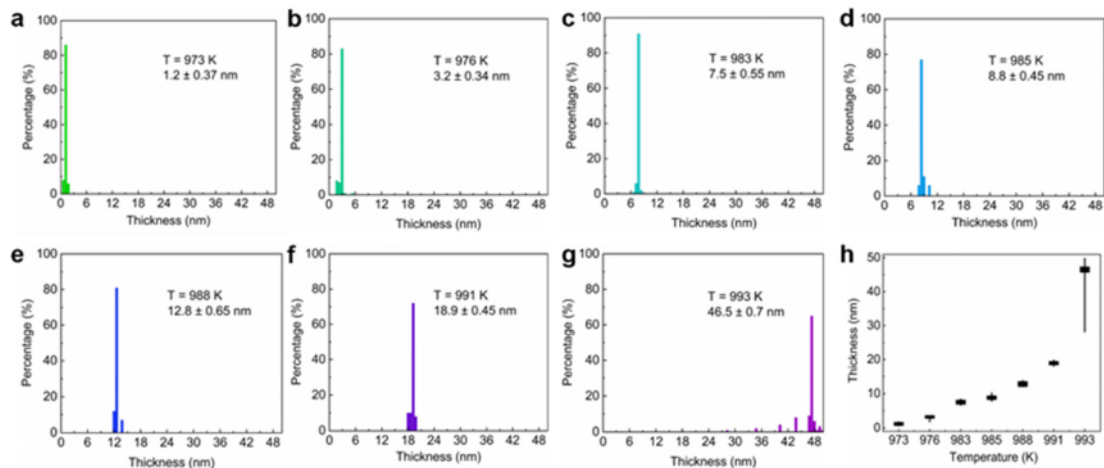 a
T = 973 K
1.2 ± 0.37 nm
Percentage (%)
100
80
60
40
20
0
0 6 12 18 24 30 36 42 48
Thickness (nm)
b
T = 976 K
3.2 ± 0.34 nm
Percentage (%)
100
80
60
40
20
0
0 6 12 18 24 30 36 42 48
Thickness (nm)
c
T = 983 K
7.5 ± 0.55 nm
Percentage (%)
100
80
60
40
20
0
0 6 12 18 24 30 36 42 48
Thickness (nm)
d
T = 985 K
8.8 ± 0.45 nm
Percentage (%)
100
80
60
40
20
0
0 6 12 18 24 30 36 42 48
Thickness (nm)
e
T = 988 K
12.8 ± 0.65 nm
Percentage (%)
100
80
60
40
20
0
0 6 12 18 24 30 36 42 48
Thickness (nm)
f
T = 991 K
18.9 ± 0.45 nm
Percentage (%)
100
80
60
40
20
0
0 6 12 18 24 30 36 42 48
Thickness (nm)
g
T = 993 K
46.5 ± 0.7 nm
Percentage (%)
100
80
60
40
20
0
0 6 12 18 24 30 36 42 48
Thickness (nm)
h
Thickness (nm)
50
40
30
20
10
0
973 976 983 985 988 991 993
Temperature (K)